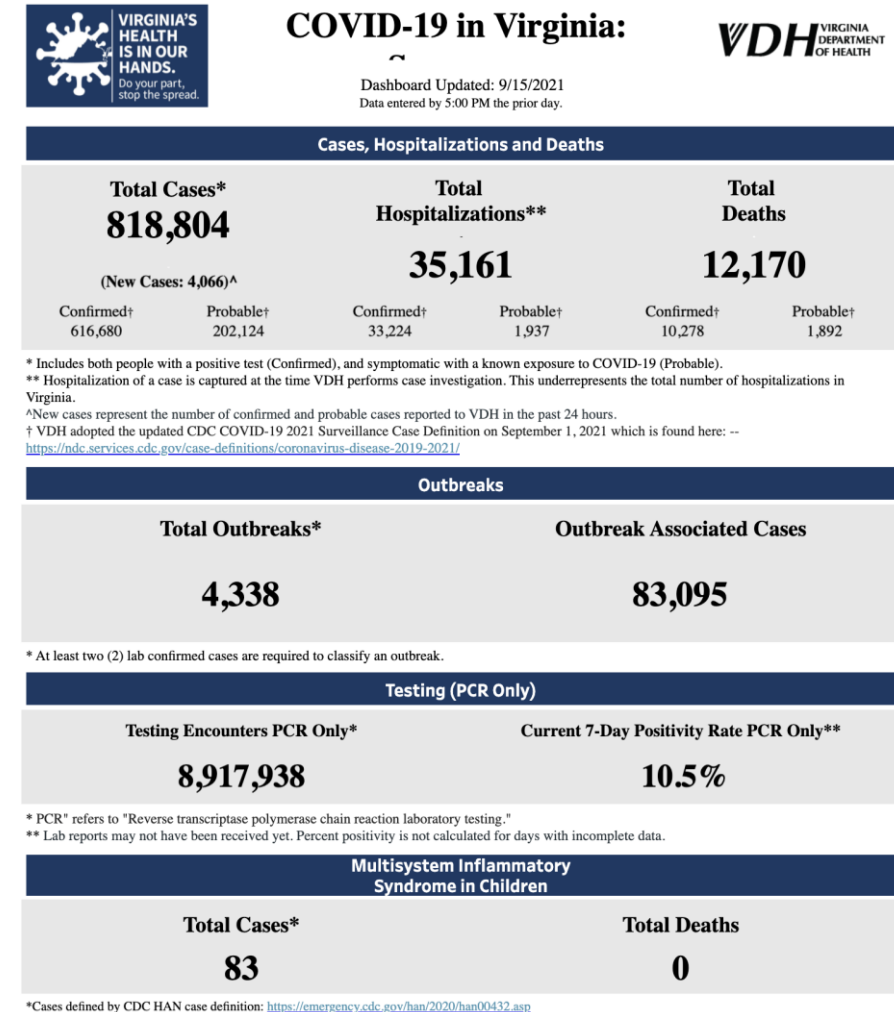 VIRGINIA'S
HEALTH
IS IN OUR
HANDS.
Do your part,
stop the spread.
COVID-19 in Virginia:
VDH VIRGINIA
DEPARTMENT
OF HEALTH
Dashboard Updated: 9/15/2021
Data entered by 5:00 PM the prior day.
Cases, Hospitalizations and Deaths
Total Cases*
818,804
(New Cases: 4,066)^
Confirmed† Probable†
616,680 202,124
Total
Hospitalizations**
35,161
Confirmed† Probable†
33,224 1,937
Total
Deaths
12,170
Confirmed† Probable†
10,278 1,892
* Includes both people with a positive test (Confirmed), and symptomatic with a known exposure to COVID-19 (Probable).
** Hospitalization of a case is captured at the time VDH performs case investigation. This underrepresents the total number of hospitalizations in
Virginia.
^New cases represent the number of confirmed and probable cases reported to VDH in the past 24 hours.
† VDH adopted the updated CDC COVID-19 2021 Surveillance Case Definition on September 1, 2021 which is found here: --
https://ndc.services.cdc.gov/case-definitions/coronavirus-disease-2019-2021/
Outbreaks
Total Outbreaks* Outbreak Associated Cases
4,338 83,095
* At least two (2) lab confirmed cases are required to classify an outbreak.
Testing (PCR Only)
Testing Encounters PCR Only* Current 7-Day Positivity Rate PCR Only**
8,917,938 10.5%
* PCR" refers to "Reverse transcriptase polymerase chain reaction laboratory testing."
** Lab reports may not have been received yet. Percent positivity is not calculated for days with incomplete data.
Multisystem Inflammatory
Syndrome in Children
Total Cases* Total Deaths
83 0
*Cases defined by CDC HAN case definition: https://emergency.cdc.gov/han/2020/han00432.asp